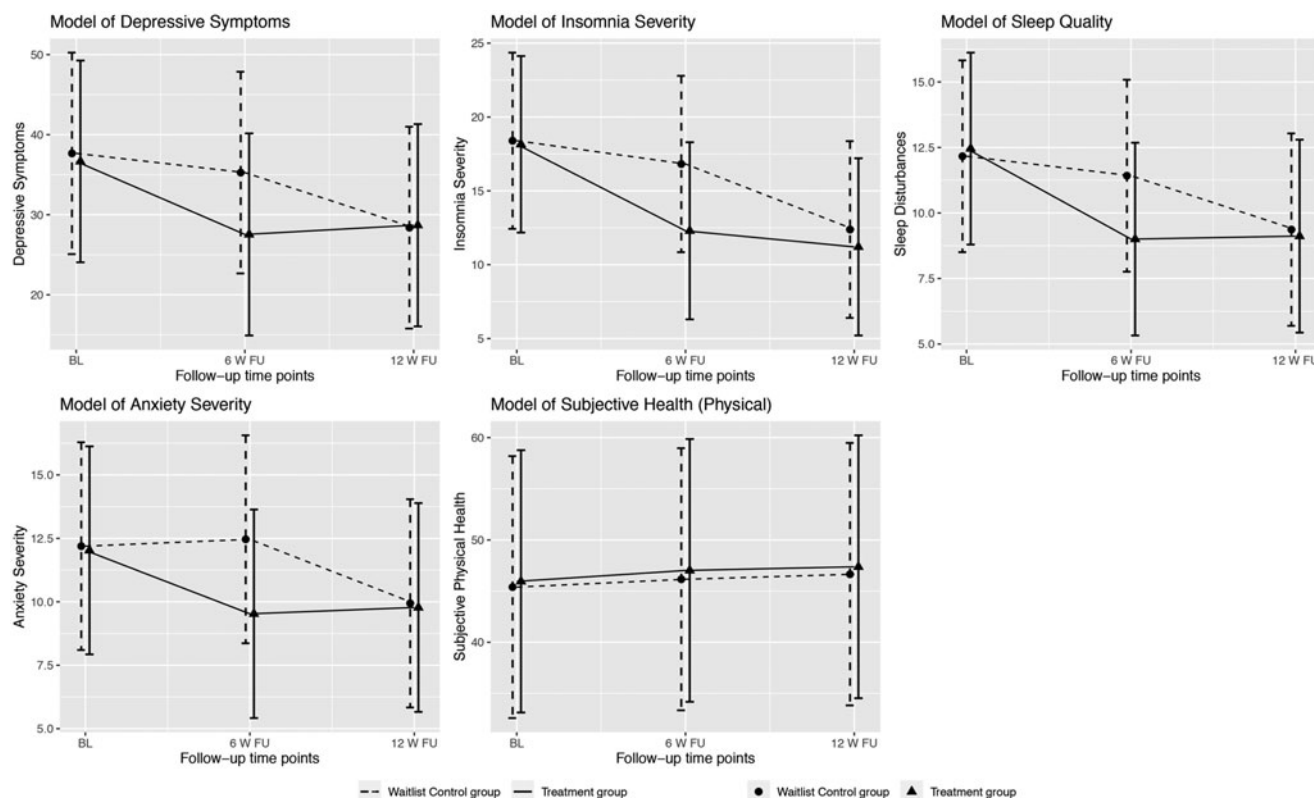 Model of Depressive Symptoms
Depressive Symptoms
50
40
30
20
BL
6 W FU
12 W FU
Follow-up time points
Model of Insomnia Severity
Insomnia Severity
25
20
15
10
5
BL
6 W FU
12 W FU
Follow-up time points
Model of Sleep Quality
Sleep Disturbances
15.0
12.5
10.0
7.5
5.0
BL
6 W FU
12 W FU
Follow-up time points
Model of Anxiety Severity
Anxiety Severity
15.0
12.5
10.0
7.5
5.0
BL
6 W FU
12 W FU
Follow-up time points
Model of Subjective Health (Physical)
Subjective Physical Health
60
50
40
BL
6 W FU
12 W FU
Follow-up time points
Waitlist Control group Treatment group Waitlist Control group Treatment group